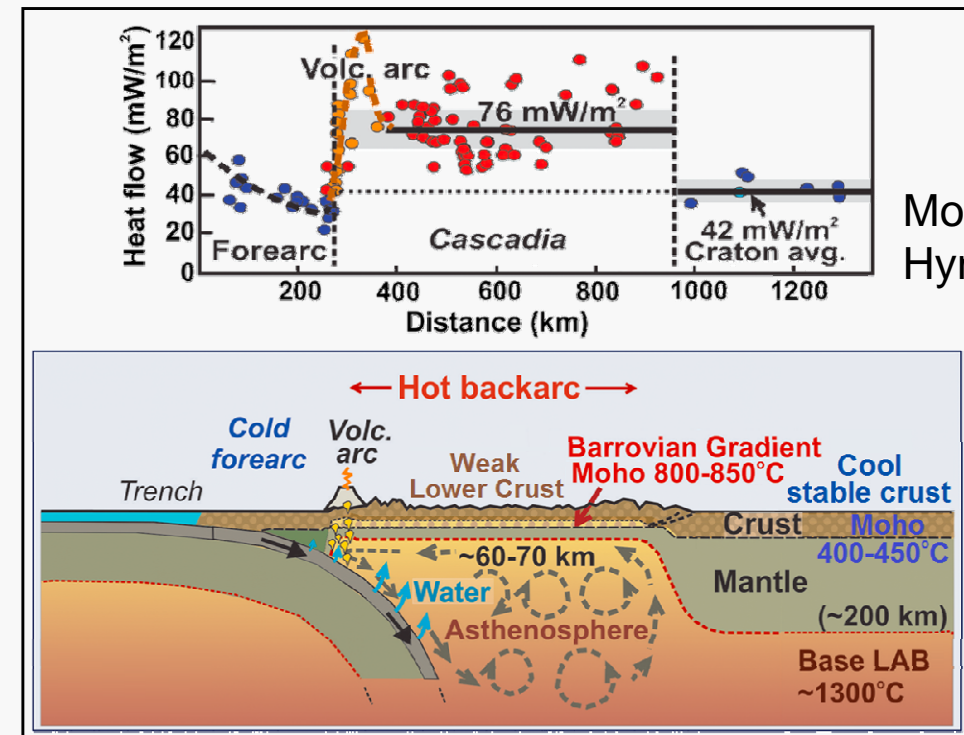 120
100
80
60
40
20
0
Heat flow (mW/m²)
Volc. arc
76 mW/m²
Forearc
Cascadia
42 mW/m²
Craton avg.
200
400
600
800
1000
1200
Distance (km)
Mo
Hyn
Hot backarc
Cold
forearc
Volc.
arc
Trench
Weak
Lower Crust
Barrovian Gradient
Moho 800-850°C
Cool
stable crust
Crust
Moho
400-450°C
~60-70 km
Water
Asthenosphere
Mantle
(~200 km)
Base LAB
~1300°C